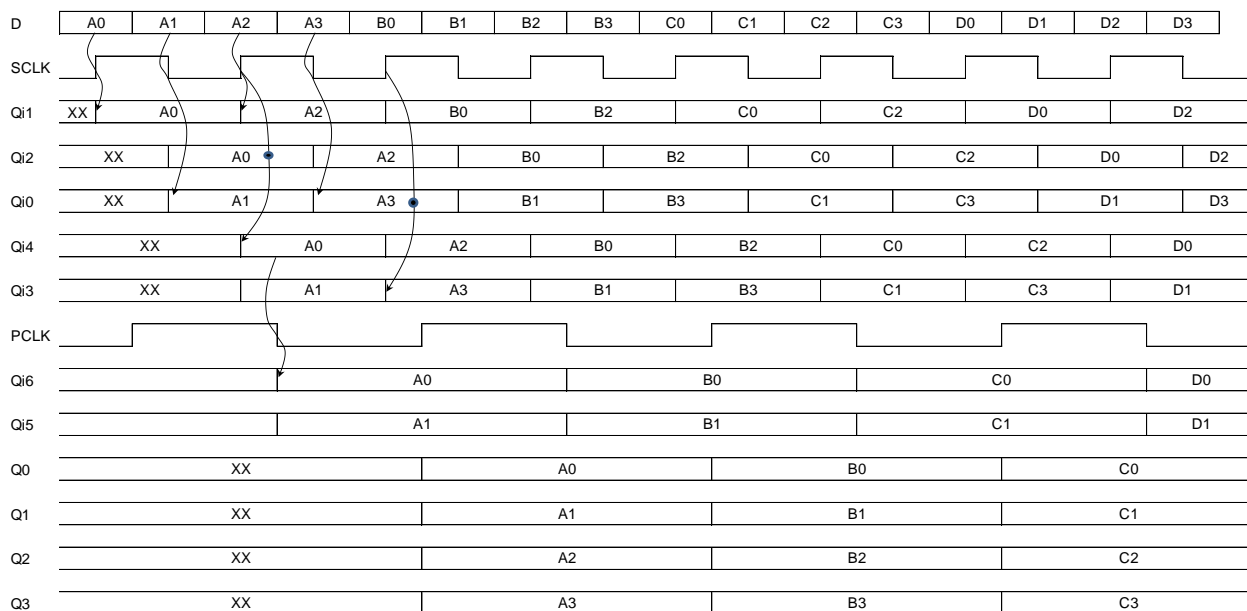 D A0 A1 A2 A3 B0 B1 B2 B3 C0 C1 C2 C3 D0 D1 D2 D3
SCLK
Qi1 XX A0 A2 B0 B2 C0 C2 D0 D2
Qi2 XX A0 A2 B0 B2 C0 C2 D0 D2
Qi0 XX A1 A3 B1 B3 C1 C3 D1 D3
Qi4 XX A0 A2 B0 B2 C0 C2 D0
Qi3 XX A1 A3 B1 B3 C1 C3 D1
PCLK
Qi6 A0 B0 C0 D0
Qi5 A1 B1 C1 D1
Q0 XX A0 B0 C0
Q1 XX A1 B1 C1
Q2 XX A2 B2 C2
Q3 XX A3 B3 C3